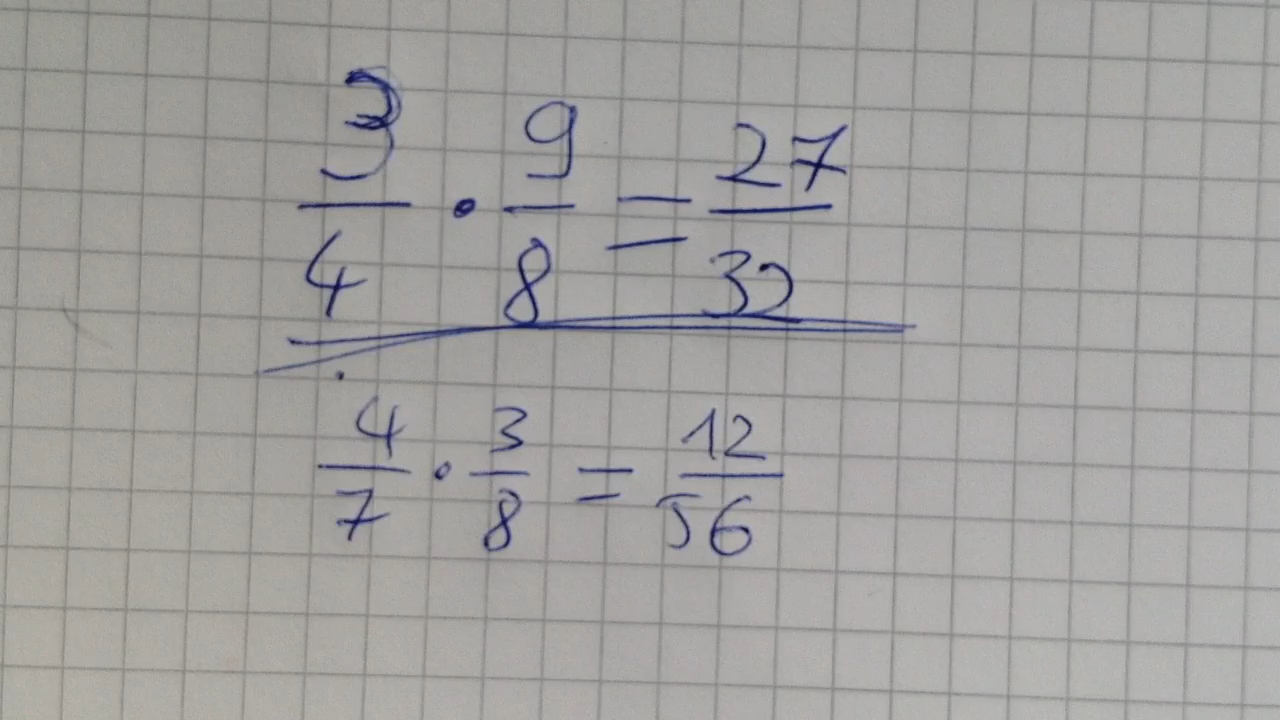 3/4 · 9/8 = 27/32
4/7 · 3/8 = 12/56